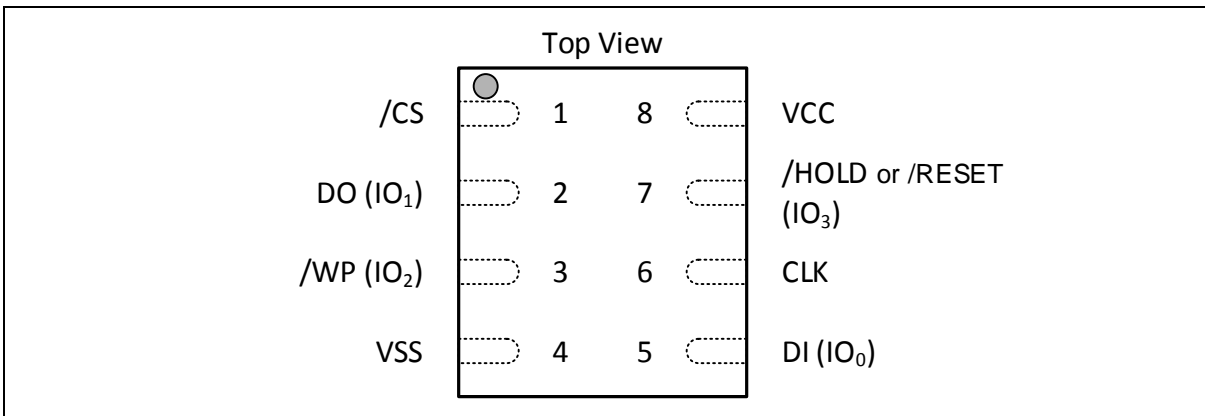 Top View
/CS 1 8 VCC
DO (IO₁) 2 7 /HOLD or /RESET
(IO₃)
/WP (IO₂) 3 6 CLK
VSS 4 5 DI (IO₀)